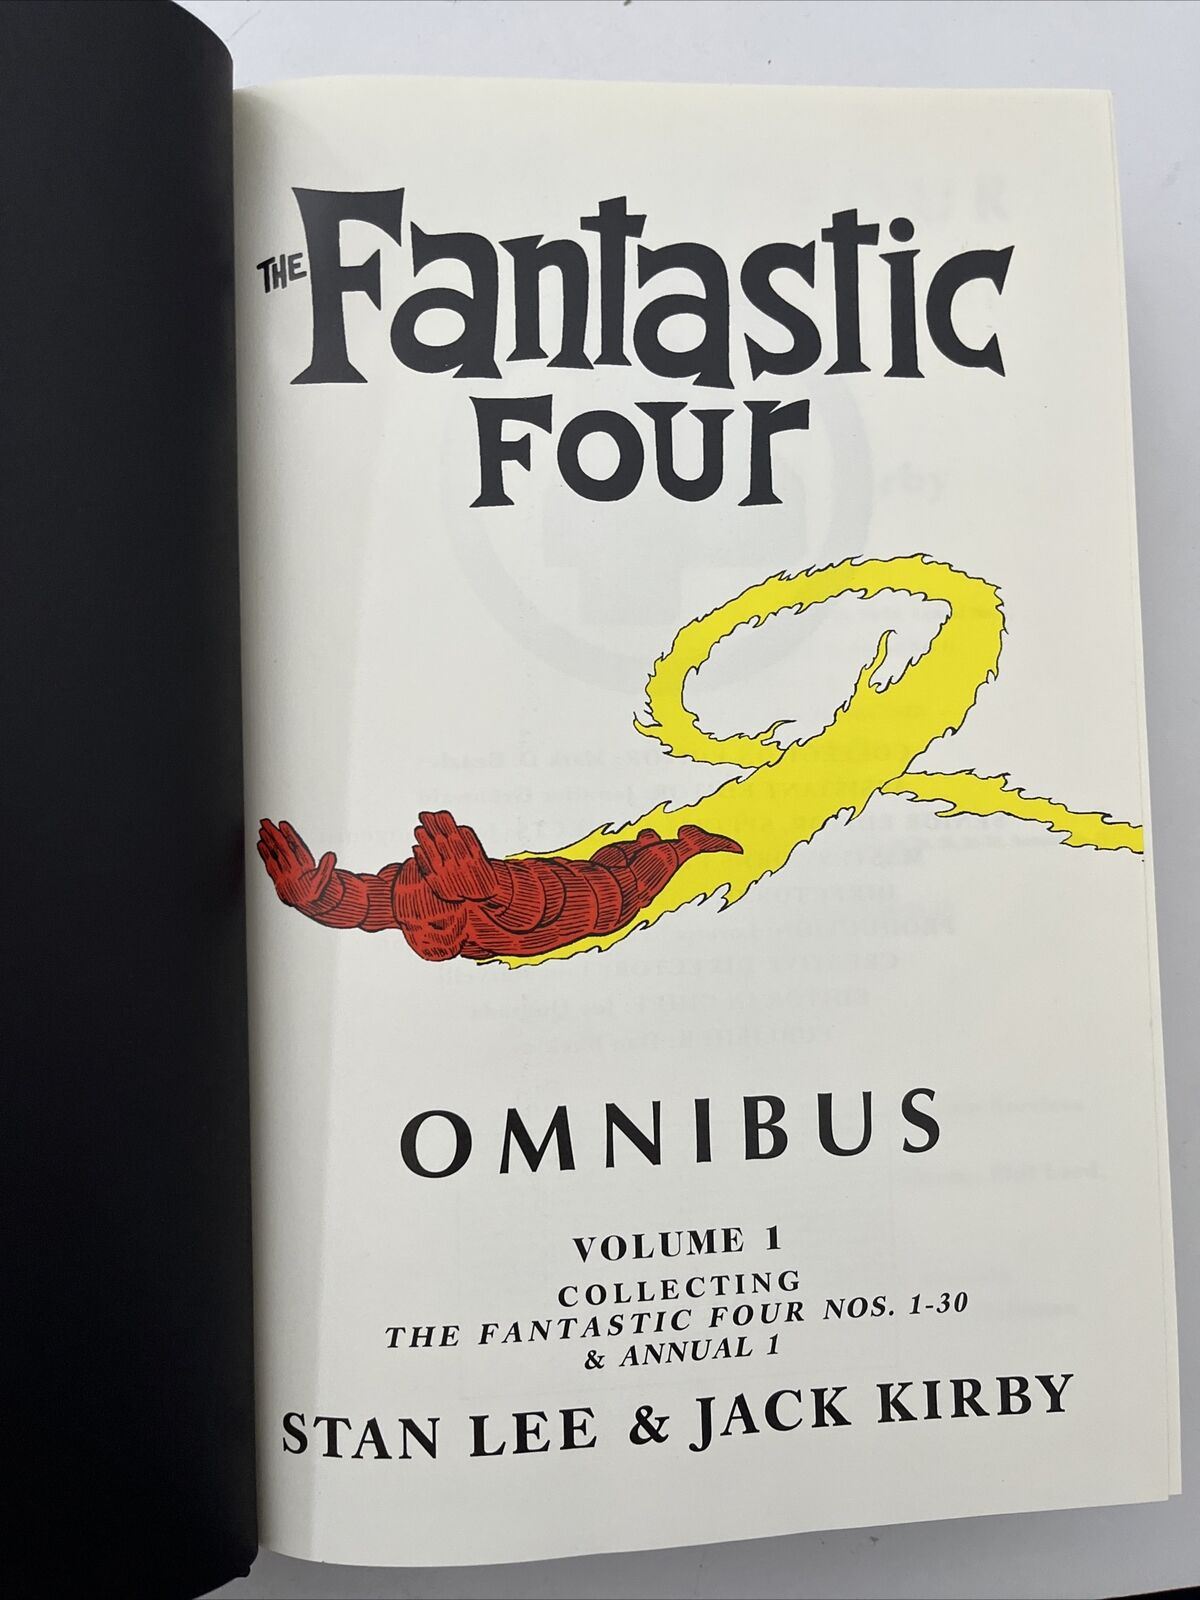 THE Fantastic
Four
OMNIBUS
VOLUME 1
COLLECTING
THE FANTASTIC FOUR NOS. 1-30
& ANNUAL 1
STAN LEE & JACK KIRBY